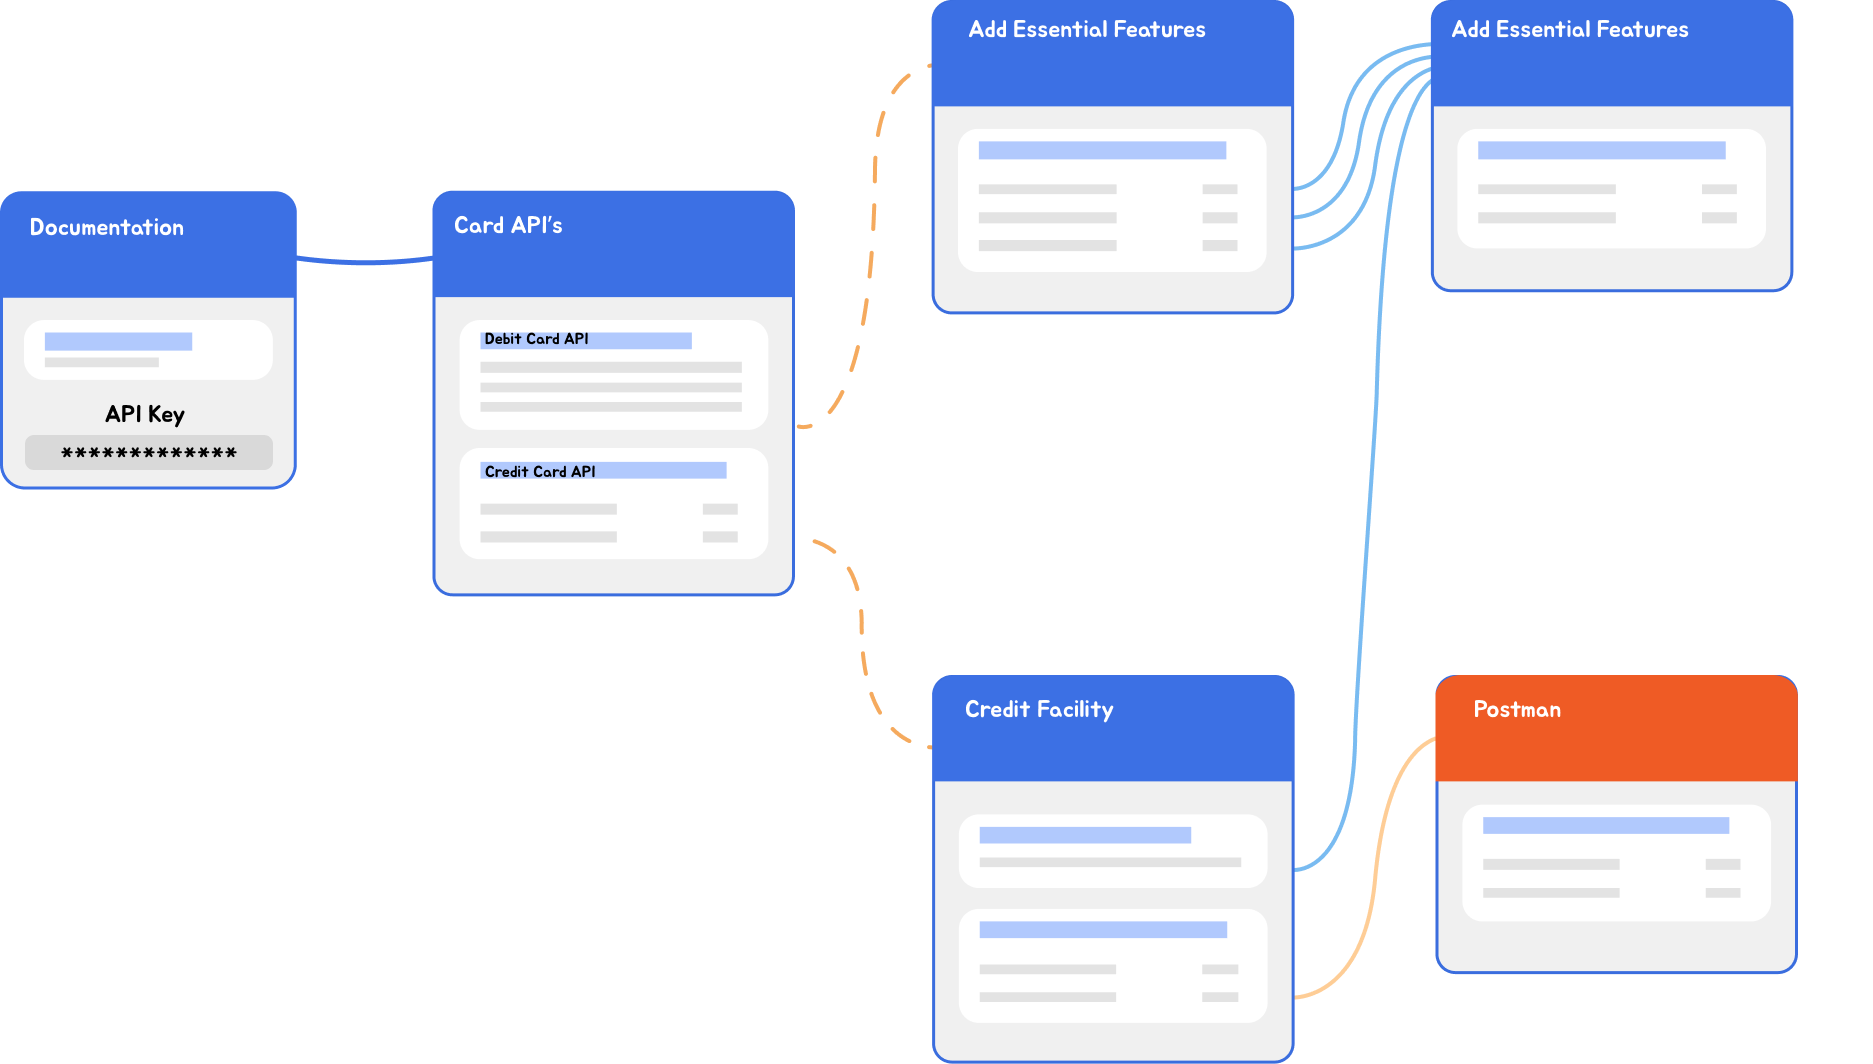 Add Essential Features
Add Essential Features
Documentation
Card API's
Debit Card API
API Key
*************
Credit Card API
Credit Facility
Postman